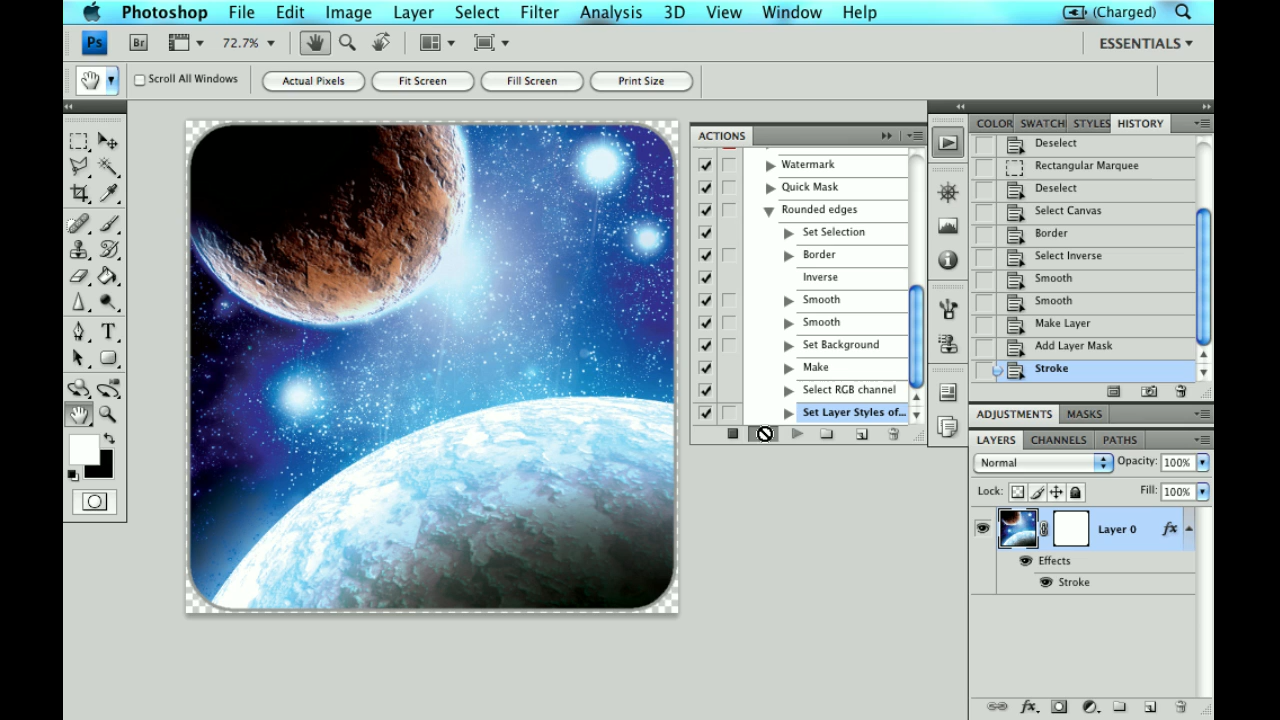 Photoshop File Edit Image Layer Select Filter Analysis 3D View Window Help (Charged)
Ps Br 72.7% ESSENTIALS
Scroll All Windows Actual Pixels Fit Screen Fill Screen Print Size
ACTIONS
Watermark
Quick Mask
Rounded edges
Set Selection
Border
Inverse
Smooth
Smooth
Set Background
Make
Select RGB channel
Set Layer Styles of...
COLOR SWATCH STYLES HISTORY
Deselect
Rectangular Marquee
Deselect
Select Canvas
Border
Select Inverse
Smooth
Smooth
Make Layer
Add Layer Mask
Stroke
ADJUSTMENTS MASKS
LAYERS CHANNELS PATHS
Normal Opacity: 100%
Lock: Fill: 100%
Layer 0 fx
Effects
Stroke
fx